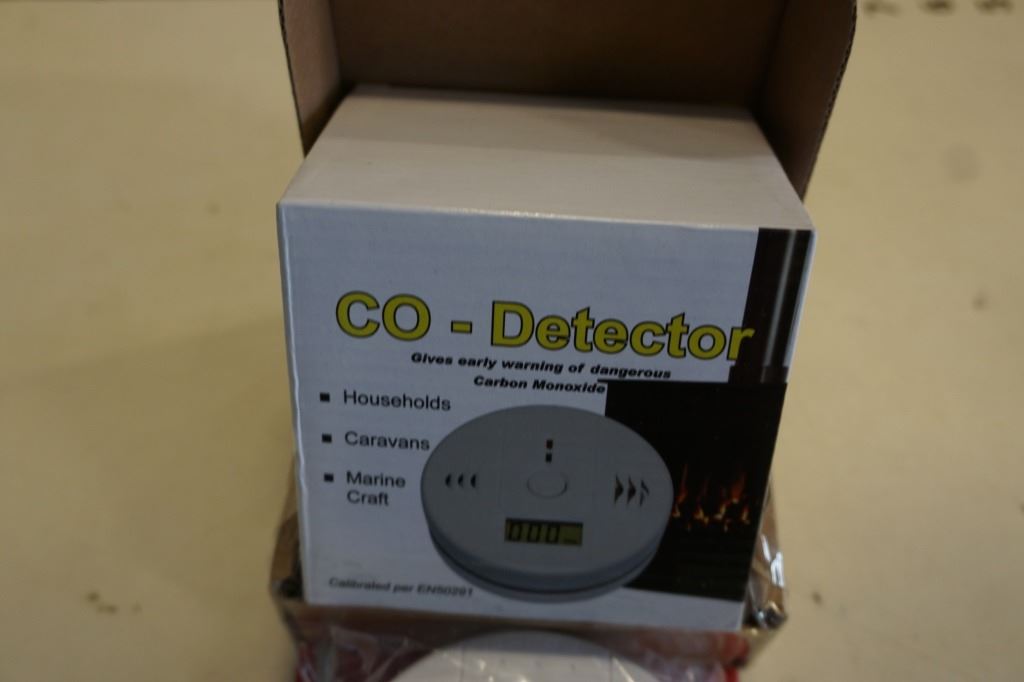 CO - Detector
Gives early warning of dangerous
Carbon Monoxide
Households
Caravans
Marine
Craft
000
Calibrated per EN50291